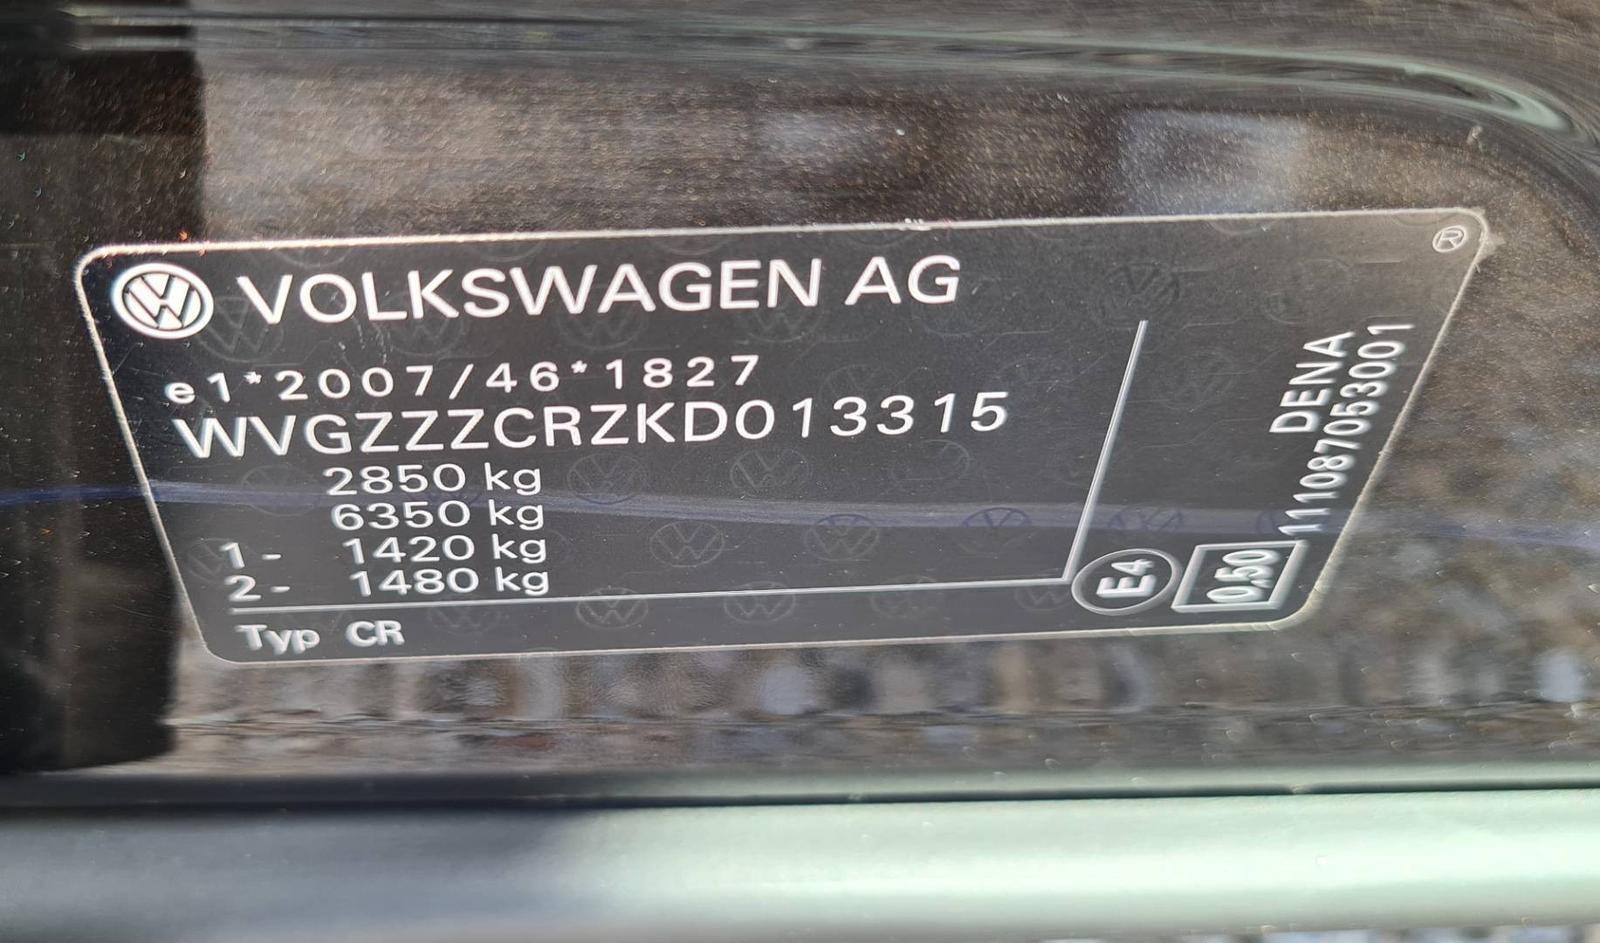 VOLKSWAGEN AG
®
e1*2007/46*1827
WVGZZZCRZKD013315
2850 kg
6350 kg
1- 1420 kg
2- 1480 kg
Typ CR
E4
0,50
DENA
11108705300​1